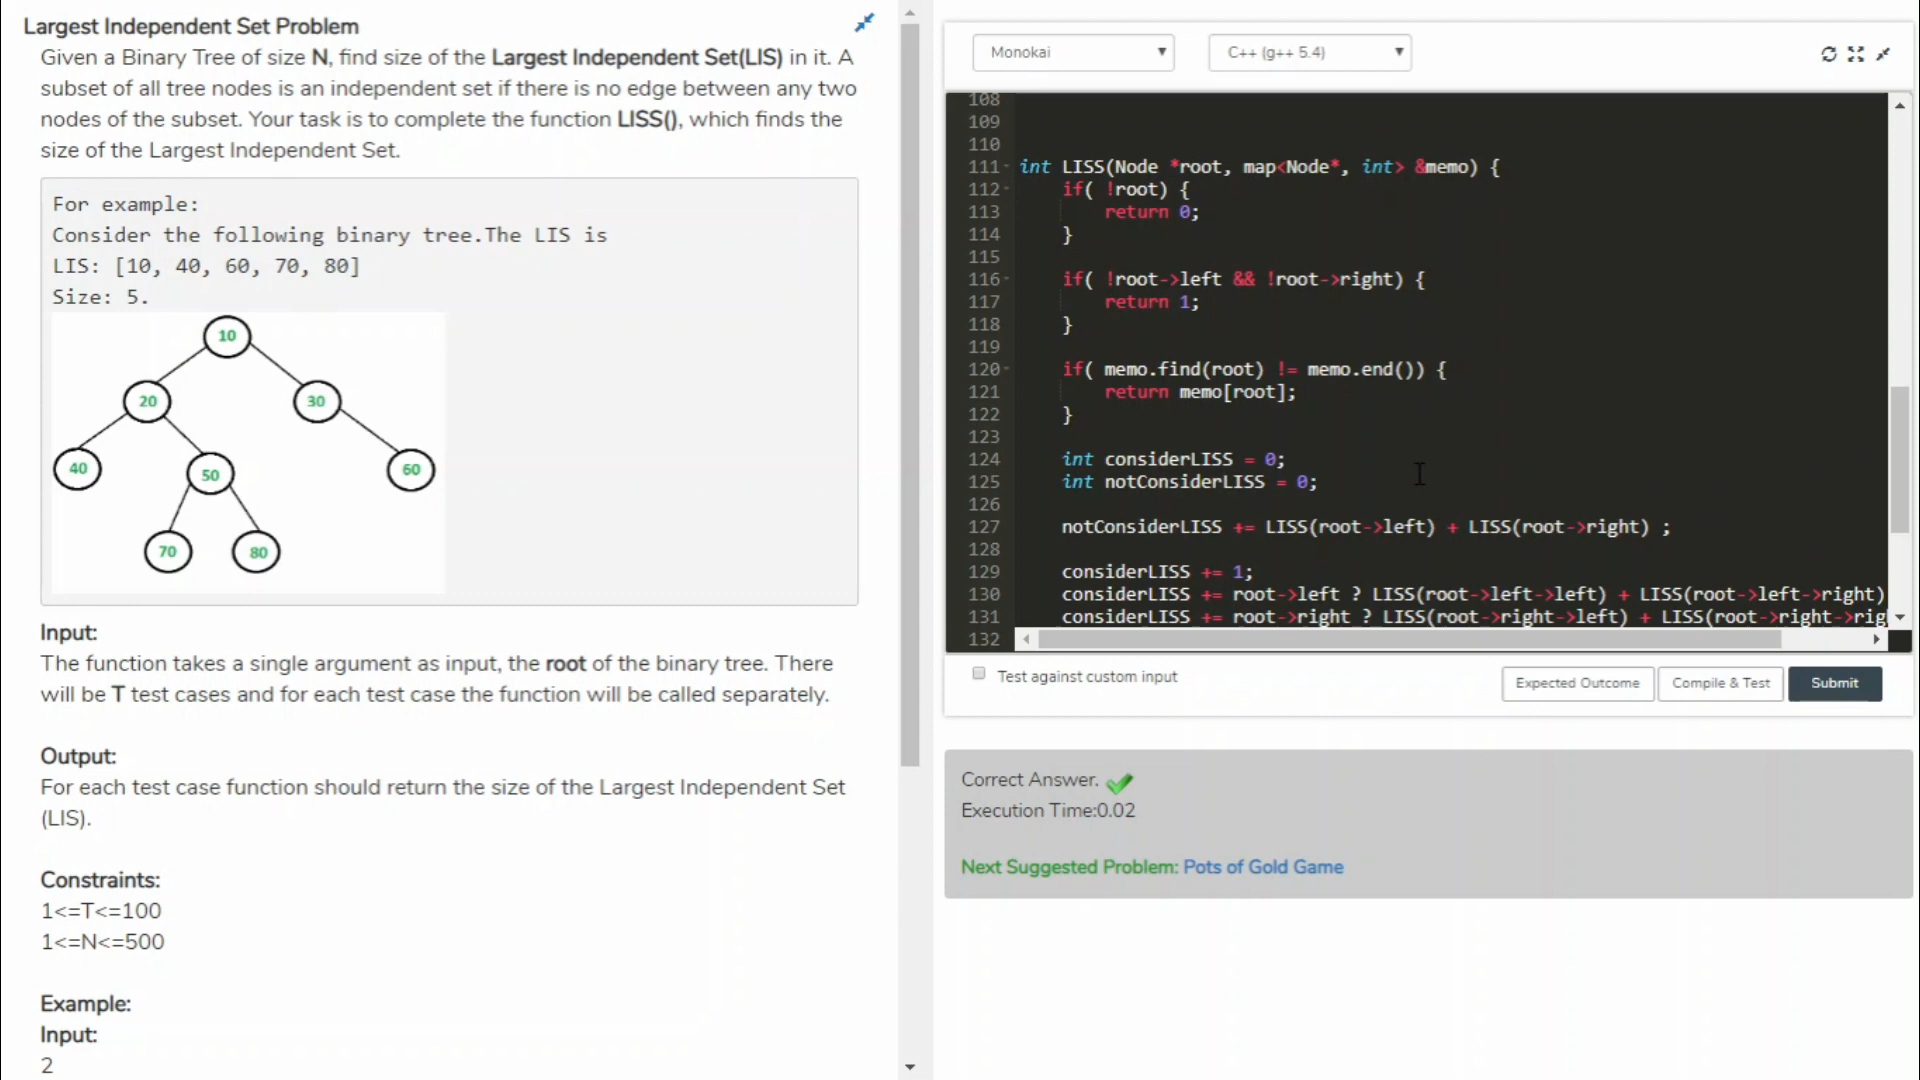 Largest Independent Set Problem
Given a Binary Tree of size N, find size of the Largest Independent Set(LIS) in it. A
subset of all tree nodes is an independent set if there is no edge between any two
nodes of the subset. Your task is to complete the function LISS(), which finds the
size of the Largest Independent Set.
For example:
Consider the following binary tree.The LIS is
LIS: [10, 40, 60, 70, 80]
Size: 5.
10
20
30
40
50
60
70
80
Input:
The function takes a single argument as input, the root of the binary tree. There
will be T test cases and for each test case the function will be called separately.
Output:
For each test case function should return the size of the Largest Independent Set
(LIS).
Constraints:
1<=T<=100
1<=N<=500
Example:
Input:
2
Monokai
C++ (g++ 5.4)
108
109
110
111 int LISS(Node *root, map<Node*, int> &memo) {
112 if( !root) {
113 return 0;
114 }
115
116 if( !root->left && !root->right) {
117 return 1;
118 }
119
120 if( memo.find(root) != memo.end()) {
121 return memo[root];
122 }
123
124 int considerLISS = 0;
125 int notConsiderLISS = 0;
126
127 notConsiderLISS += LISS(root->left) + LISS(root->right) ;
128
129 considerLISS += 1;
130 considerLISS += root->left ? LISS(root->left->left) + LISS(root->left->right)
131 considerLISS += root->right ? LISS(root->right->left) + LISS(root->right->rig
132
Test against custom input
Expected Outcome
Compile & Test
Submit
Correct Answer.
Execution Time:0.02
Next Suggested Problem: Pots of Gold Game